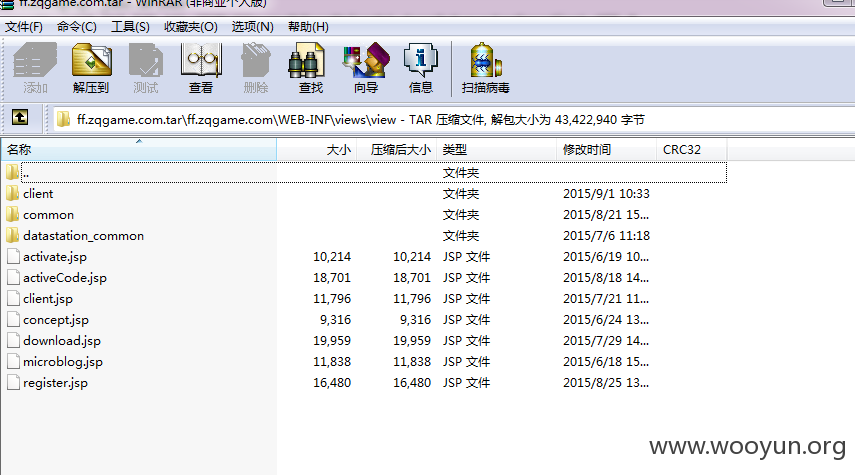 ff.zqgame.com.tar - WinRAR (非商业个人版)
文件(F) 命令(C) 工具(S) 收藏夹(O) 选项(N) 帮助(H)
添加 解压到 测试 查看 删除 查找 向导 信息 扫描病毒
ff.zqgame.com.tar\ff.zqgame.com\WEB-INF\views\view - TAR 压缩文件, 解包大小为 43,422,940 字节
名称 大小 压缩后大小 类型 修改时间 CRC32
.. 文件夹
client 文件夹 2015/9/1 10:33
common 文件夹 2015/8/21 15...
datastation_common 文件夹 2015/7/6 11:18
activate.jsp 10,214 10,214 JSP 文件 2015/6/19 10...
activeCode.jsp 18,701 18,701 JSP 文件 2015/8/18 14...
client.jsp 11,796 11,796 JSP 文件 2015/7/21 11...
concept.jsp 9,316 9,316 JSP 文件 2015/6/24 13...
download.jsp 19,959 19,959 JSP 文件 2015/7/29 14...
microblog.jsp 11,838 11,838 JSP 文件 2015/6/18 15...
register.jsp 16,480 16,480 JSP 文件 2015/8/25 13...
www.wooyun.org